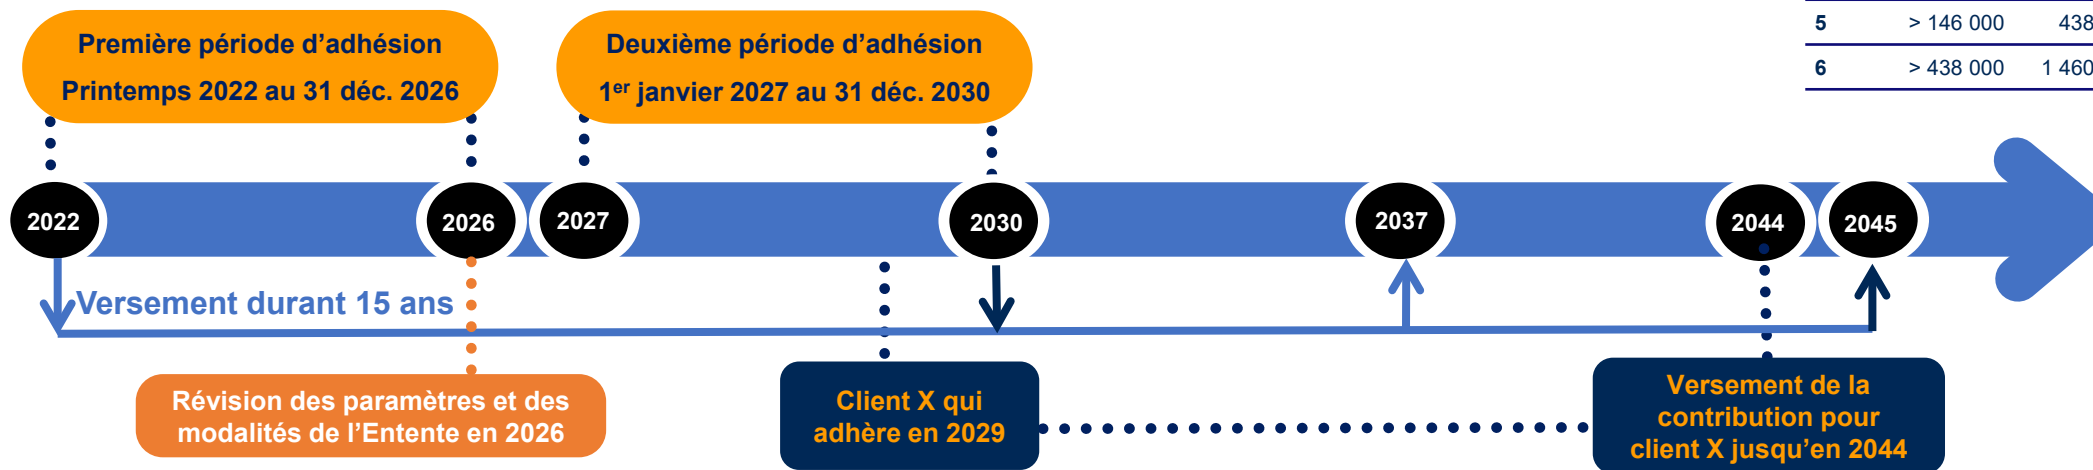 Première période d'adhésion
Printemps 2022 au 31 déc. 2026
Deuxième période d'adhésion
1er janvier 2027 au 31 déc. 2030
5 > 146 000 438
6 > 438 000 1 460
2022
2026
2027
2030
2037
2044
2045
Versement durant 15 ans
Révision des paramètres et des
modalités de l'Entente en 2026
Client X qui
adhère en 2029
Versement de la
contribution pour
client X jusqu'en 2044